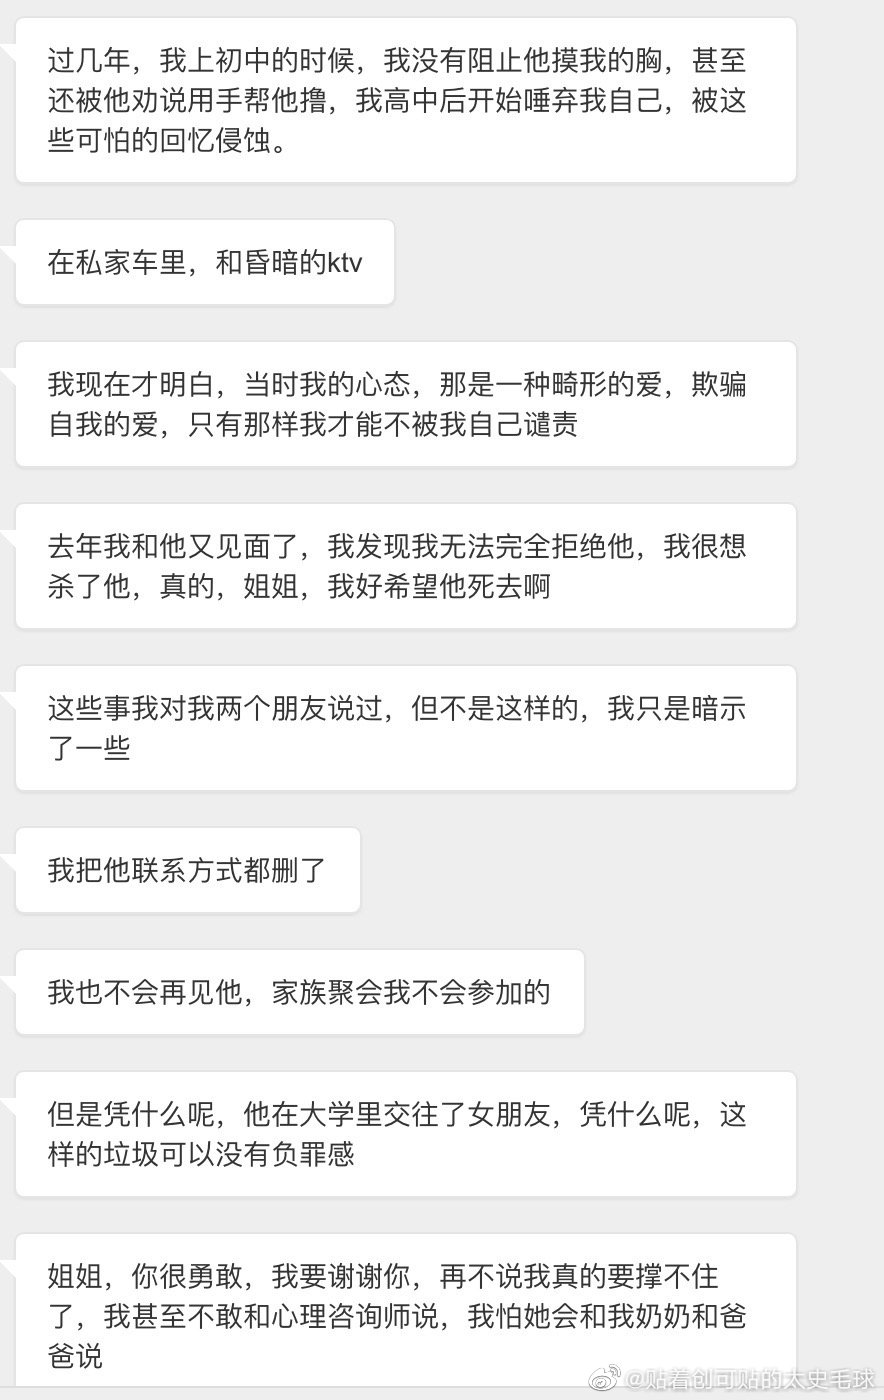 过几年，我上初中的时候，我没有阻止他摸我的胸，甚至
还被他劝说用手帮他撸，我高中后开始唾弃我自己，被这
些可怕的回忆侵蚀。
在私家车里，和昏暗的ktv
我现在才明白，当时我的心态，那是一种畸形的爱，欺骗
自我的爱，只有那样我才能不被我自己谴责
去年我和他又见面了，我发现我无法完全拒绝他，我很想
杀了他，真的，姐姐，我好希望他死去啊
这些事我对我两个朋友说过，但不是这样的，我只是暗示
了一些
我把他联系方式都删了
我也不会再见他，家族聚会我不会参加的
但是凭什么呢，他在大学里交往了女朋友，凭什么呢，这
样的垃圾可以没有负罪感
姐姐，你很勇敢，我要谢谢你，再不说我真的要撑不住
了，我甚至不敢和心理咨询师说，我怕她会和我奶奶和爸
爸说
@贴着创可贴的太史毛球